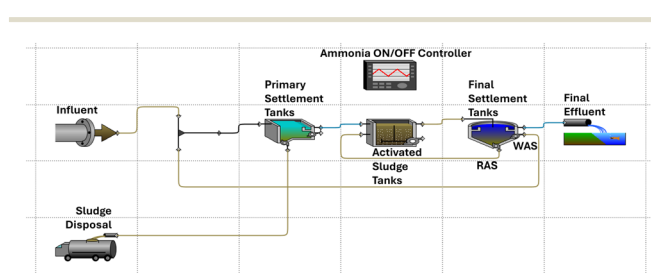 Ammonia ON/OFF Controller
Influent
Primary
Settlement
Tanks
Final
Settlement
Tanks
Final
Effluent
Activated
Sludge
Tanks
WAS
RAS
Sludge
Disposal